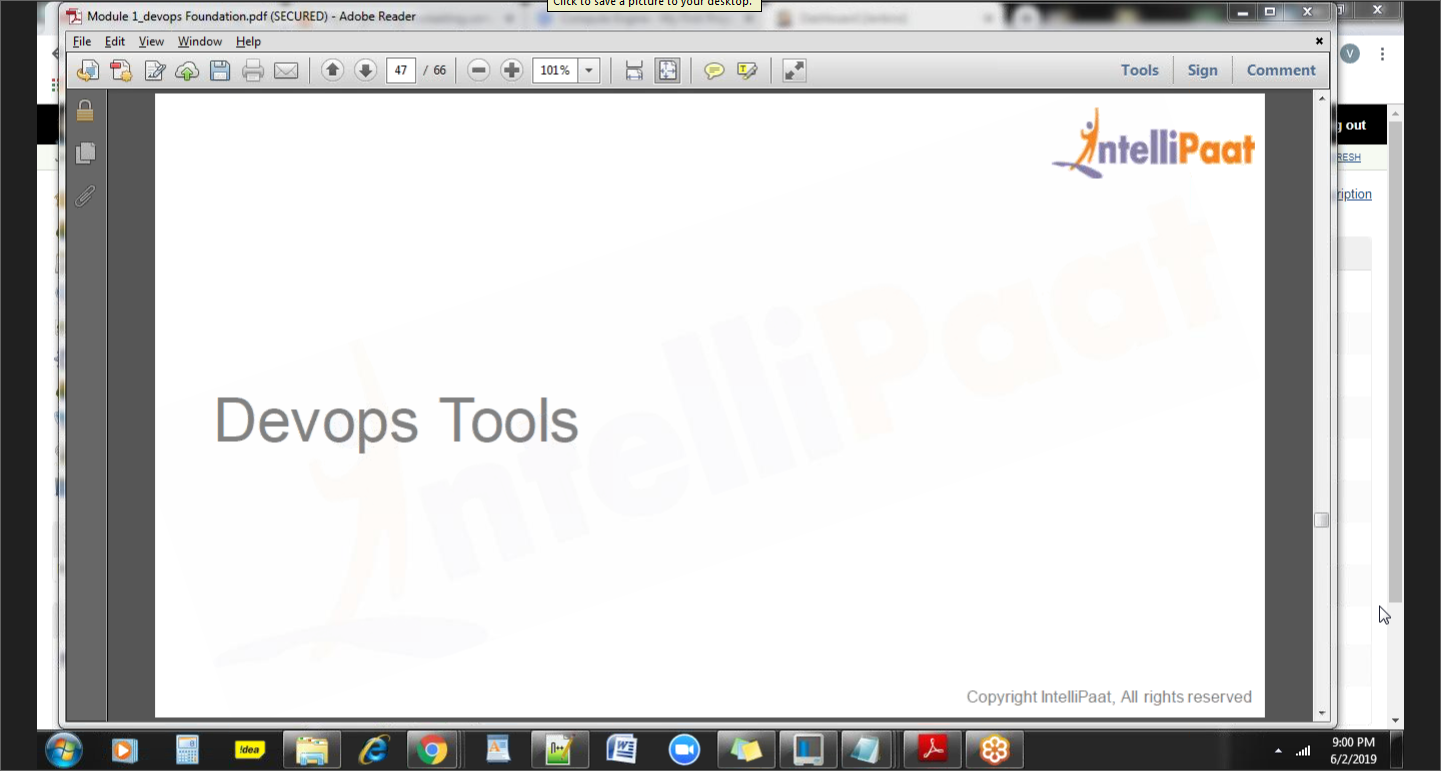 Click to save a picture to your desktop.
Module 1_devops Foundation.pdf (SECURED) - Adobe Reader
File Edit View Window Help
47 / 66 101% Tools Sign Comment
V
IntelliPaat
g out
RESH
ription
IntelliPaat
Devops Tools
Copyright IntelliPaat, All rights reserved
!dea
9:00 PM
6/2/2019